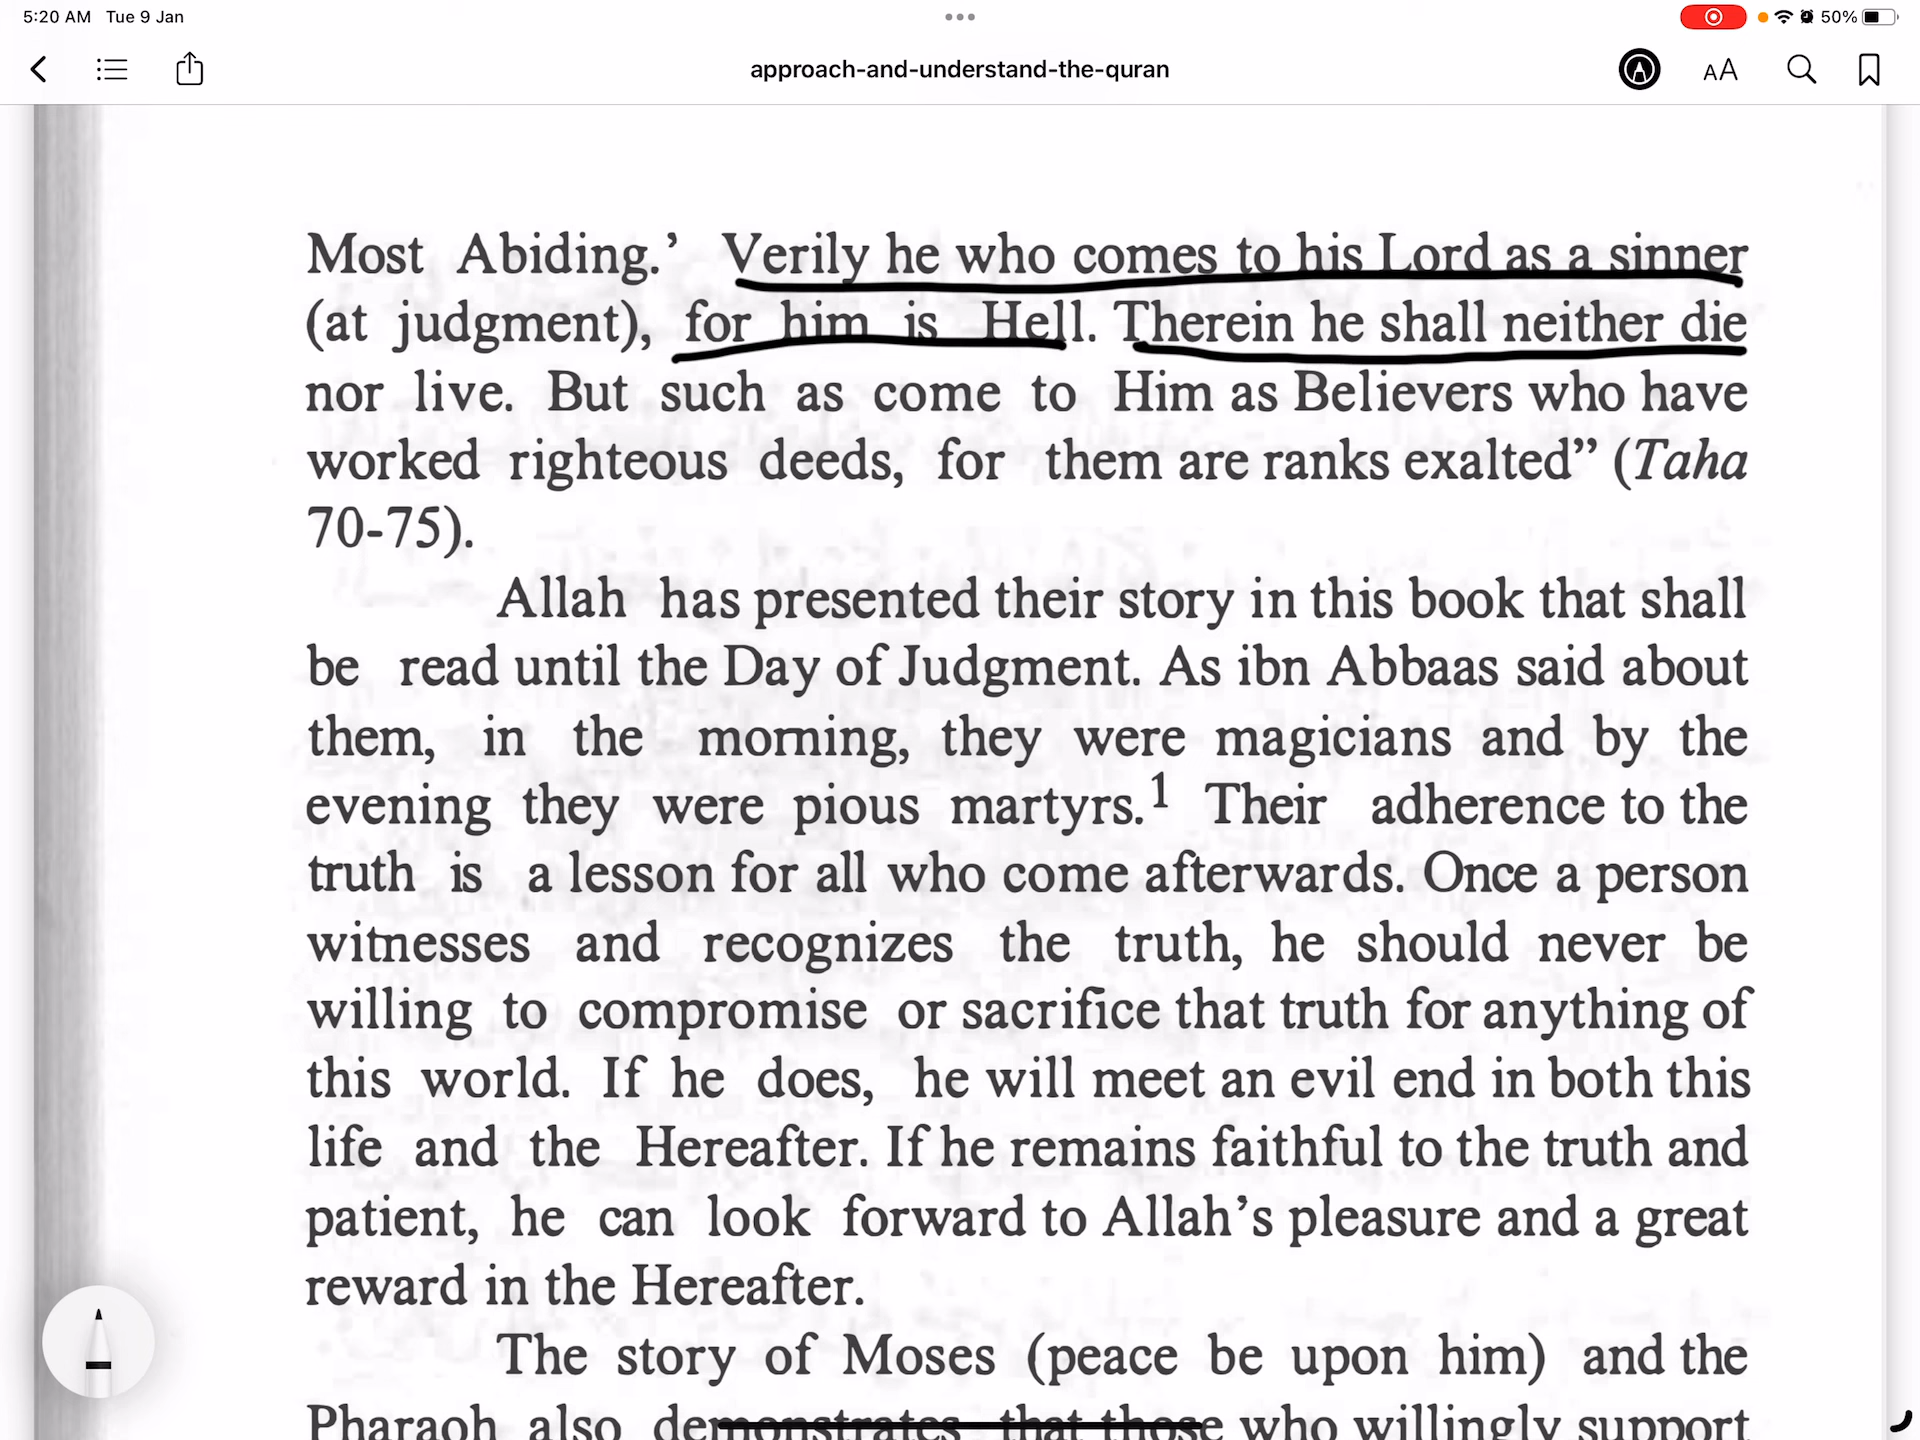 5:20 AM Tue 9 Jan
50%
approach-and-understand-the-quran
AA
Most Abiding.’ Verily he who comes to his Lord as a sinner
(at judgment), for him is Hell. Therein he shall neither die
nor live. But such as come to Him as Believers who have
worked righteous deeds, for them are ranks exalted” (Taha
70-75).
Allah has presented their story in this book that shall
be read until the Day of Judgment. As ibn Abbaas said about
them, in the morning, they were magicians and by the
evening they were pious martyrs.1 Their adherence to the
truth is a lesson for all who come afterwards. Once a person
witnesses and recognizes the truth, he should never be
willing to compromise or sacrifice that truth for anything of
this world. If he does, he will meet an evil end in both this
life and the Hereafter. If he remains faithful to the truth and
patient, he can look forward to Allah’s pleasure and a great
reward in the Hereafter.
The story of Moses (peace be upon him) and the
Pharaoh also demonstrates that those who willingly support